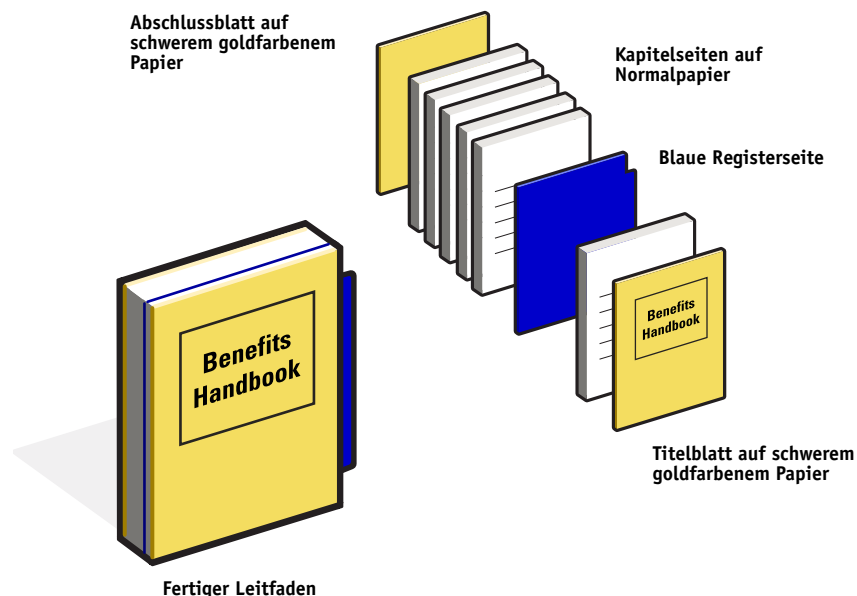 Abschlussblatt auf
schwerem goldfarbenem
Papier
Kapitelseiten auf
Normalpapier
Blaue Registerseite
Benefits
Handbook
Benefits
Handbook
Titelblatt auf schwerem
goldfarbenem Papier
Fertiger Leitfaden